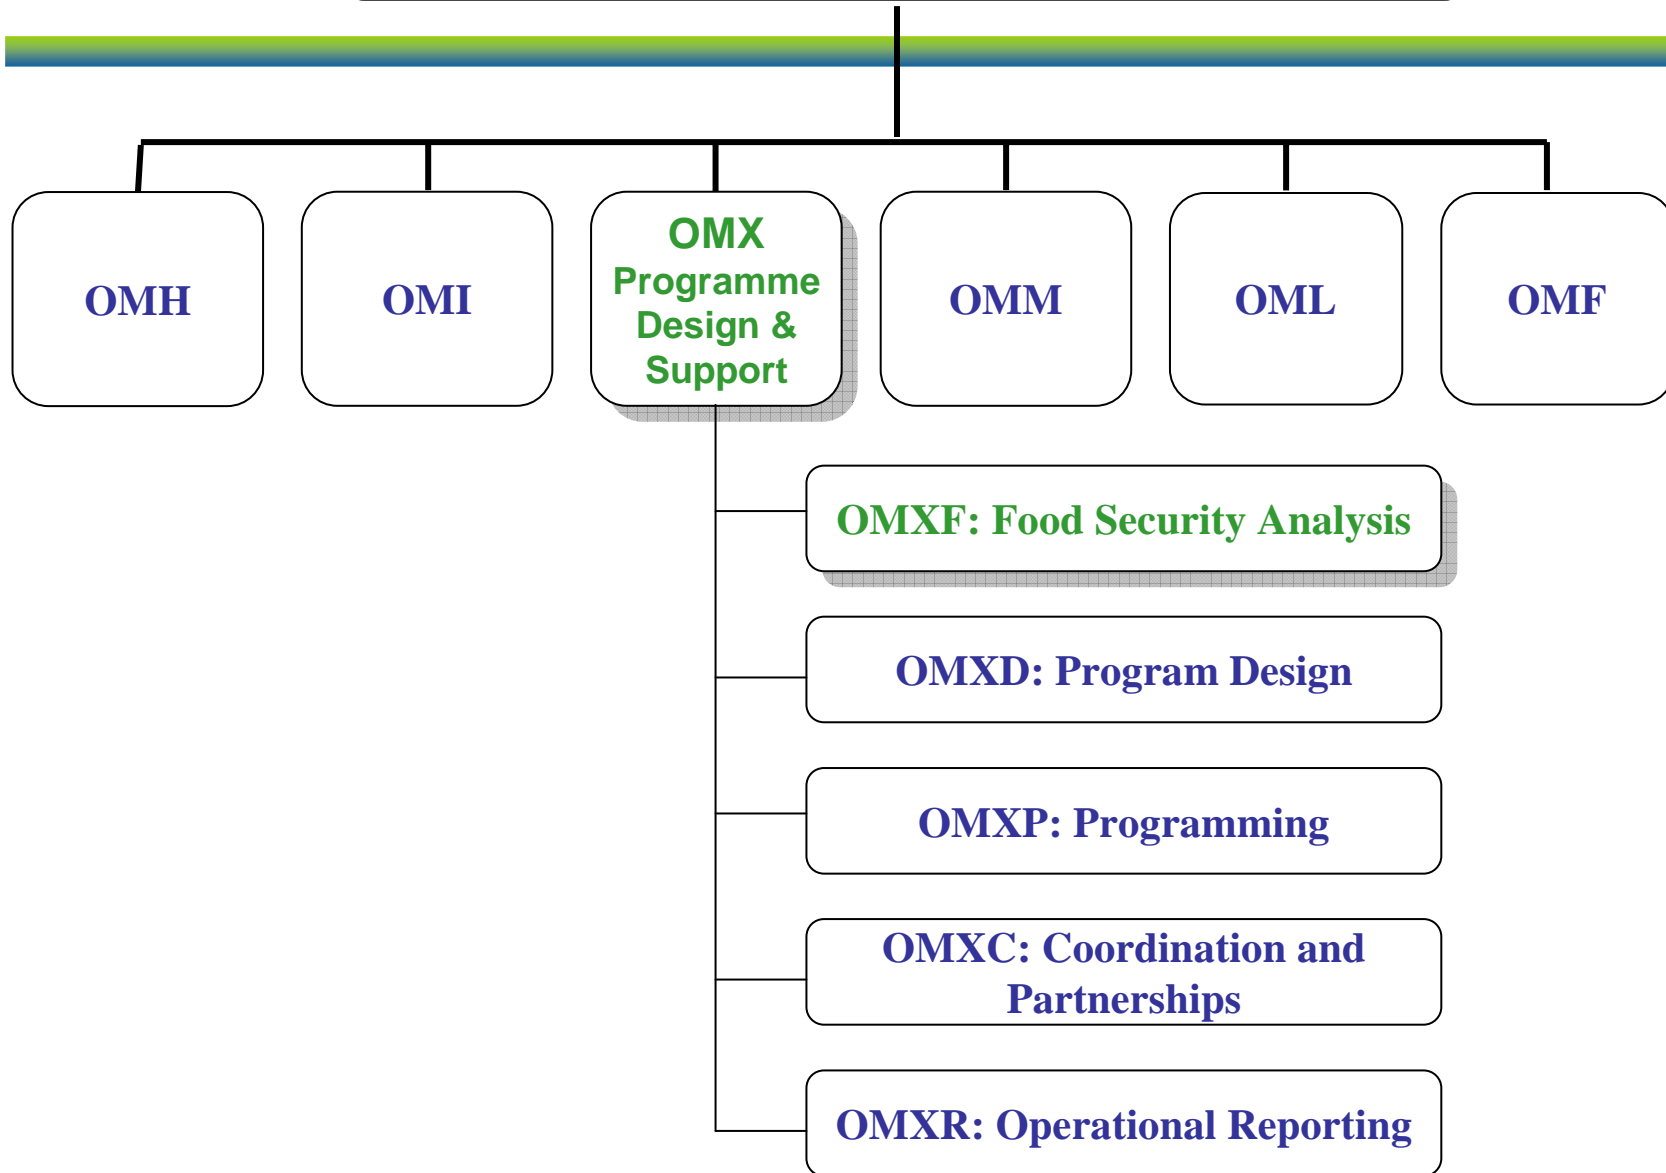 OMH
OMI
OMX
Programme
Design &
Support
OMM
OML
OMF
OMXF: Food Security Analysis
OMXD: Program Design
OMXP: Programming
OMXC: Coordination and
Partnerships
OMXR: Operational Reporting